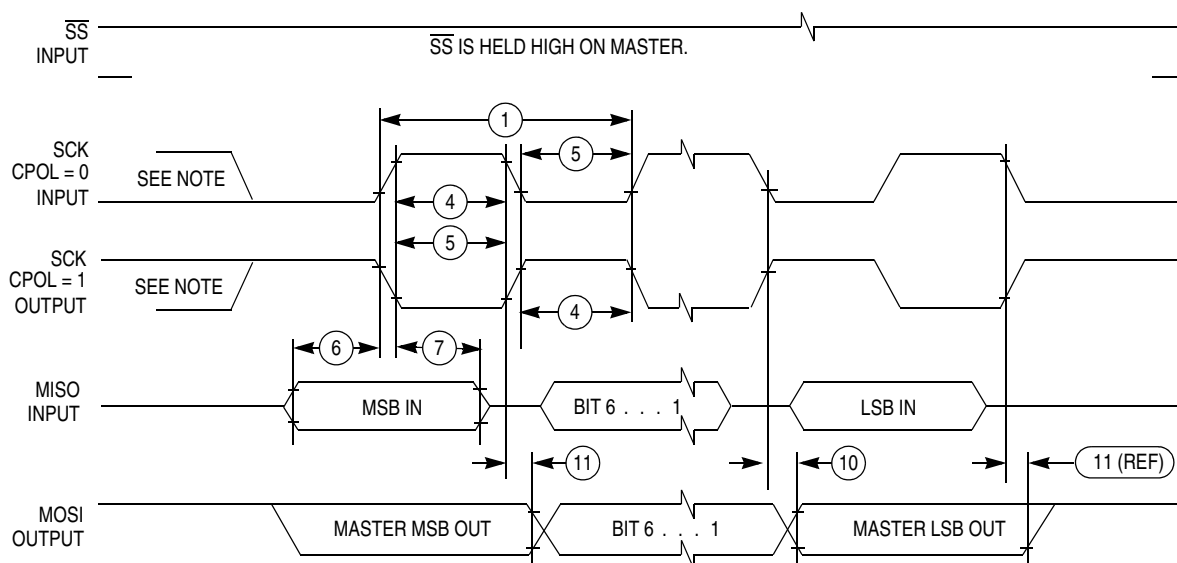 SS
INPUT
SS IS HELD HIGH ON MASTER.
1
SCK
CPOL = 0
INPUT
SEE NOTE
5
4
5
SCK
CPOL = 1
OUTPUT
SEE NOTE
4
6
7
MISO
INPUT
MSB IN
BIT 6 . . . 1
LSB IN
11
10
11 (REF)
MOSI
OUTPUT
MASTER MSB OUT
BIT 6 . . . 1
MASTER LSB OUT